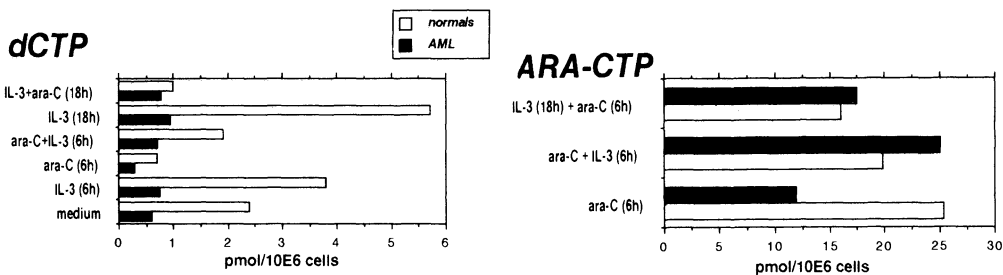 normals
AML
dCTP
IL-3+ara-C (18h)
IL-3 (18h)
ara-C+IL-3 (6h)
ara-C (6h)
IL-3 (6h)
medium
0 1 2 3 4 5 6
pmol/10E6 cells
ARA-CTP
IL-3 (18h) + ara-C (6h)
ara-C + IL-3 (6h)
ara-C (6h)
0 5 10 15 20 25 30
pmol/10E6 cells